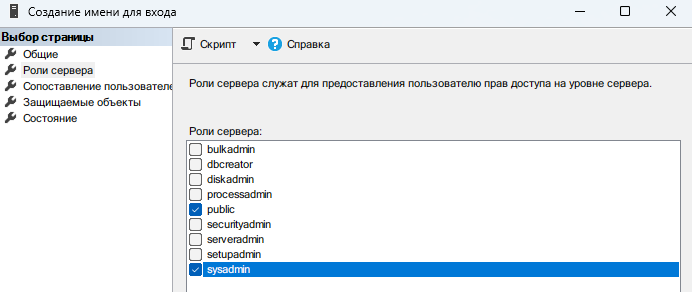 Создание имени для входа
Выбор страницы
Общие
Роли сервера
Сопоставление пользователе
Защищаемые объекты
Состояние
Скрипт
Справка
Роли сервера служат для предоставления пользователю прав доступа на уровне сервера.
Роли сервера:
bulkadmin
dbcreator
diskadmin
processadmin
public
securityadmin
serveradmin
setupadmin
sysadmin